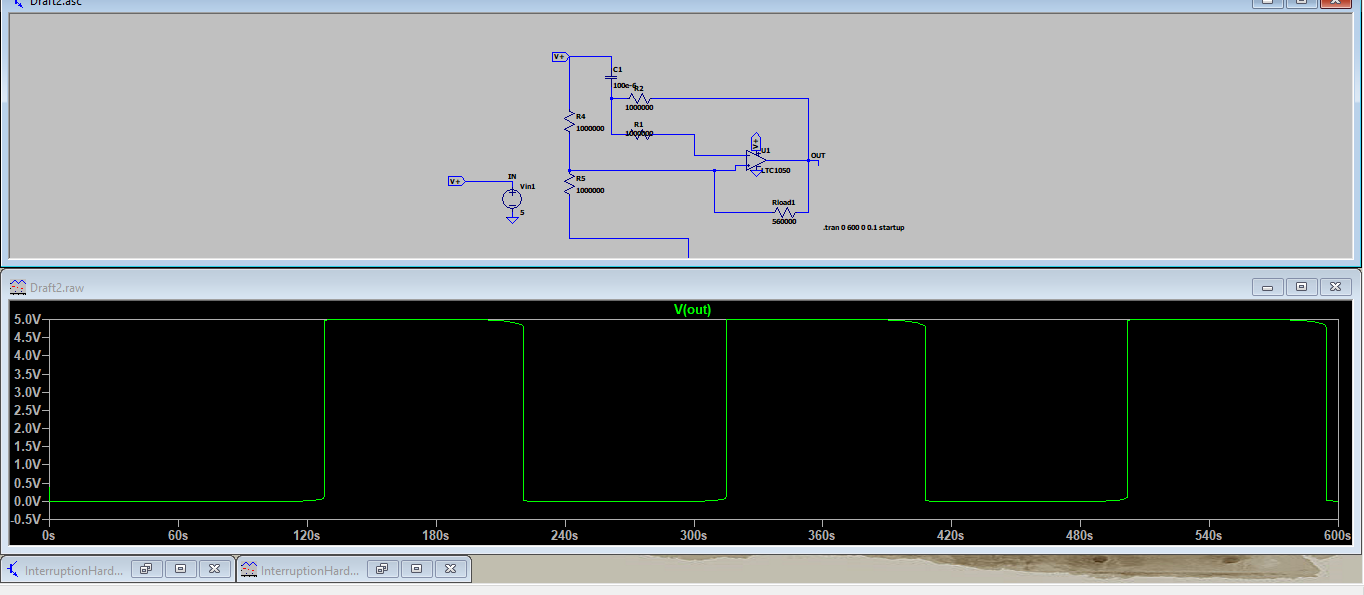 Draft2.asc
V+
C1
100e-6
R2
1000000
R4
1000000
R1
1000000
V+
U1
OUT
LTC1050
IN
V+
Vin1
5
R5
1000000
Rload1
560000
.tran 0 600 0 0.1 startup
Draft2.raw
V(out)
5.0V
4.5V
4.0V
3.5V
3.0V
2.5V
2.0V
1.5V
1.0V
0.5V
0.0V
-0.5V
0s 60s 120s 180s 240s 300s 360s 420s 480s 540s 600s
InterruptionHard... InterruptionHard...